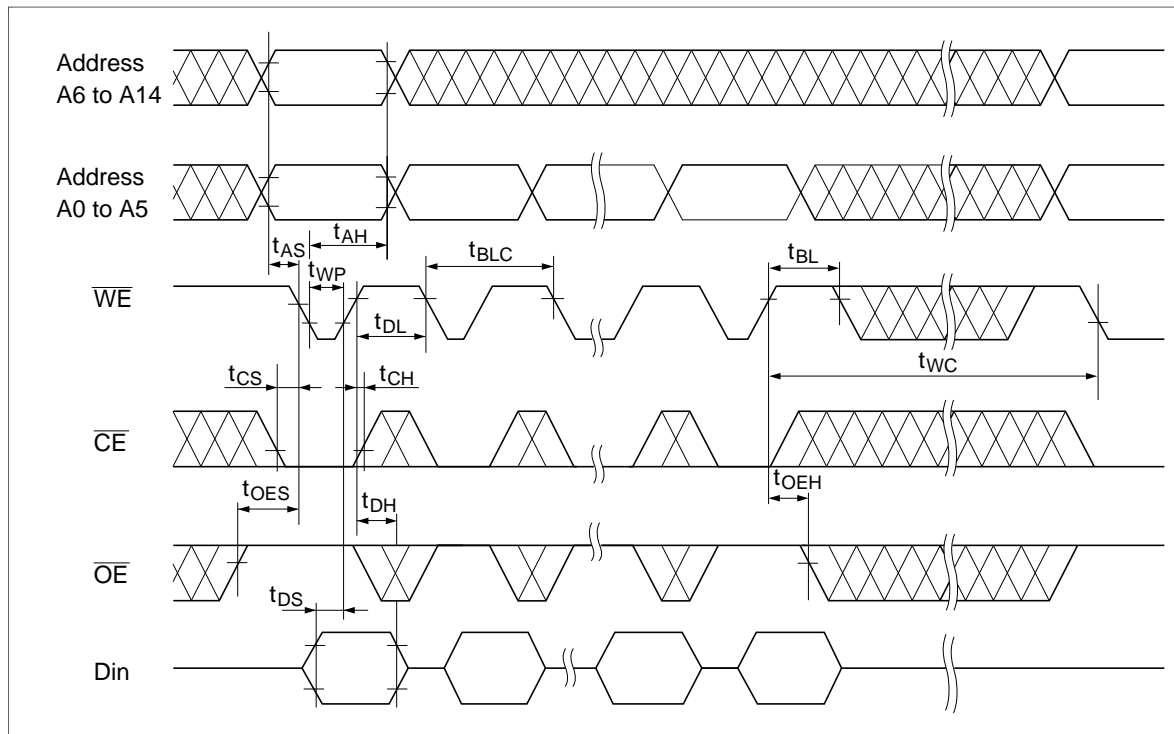 Address
A6 to A14
Address
A0 to A5
tAS
tAH
tWP
tBLC
tBL
WE
tDL
tWC
tCS
tCH
CE
tOES
tDH
tOEH
OE
tDS
Din